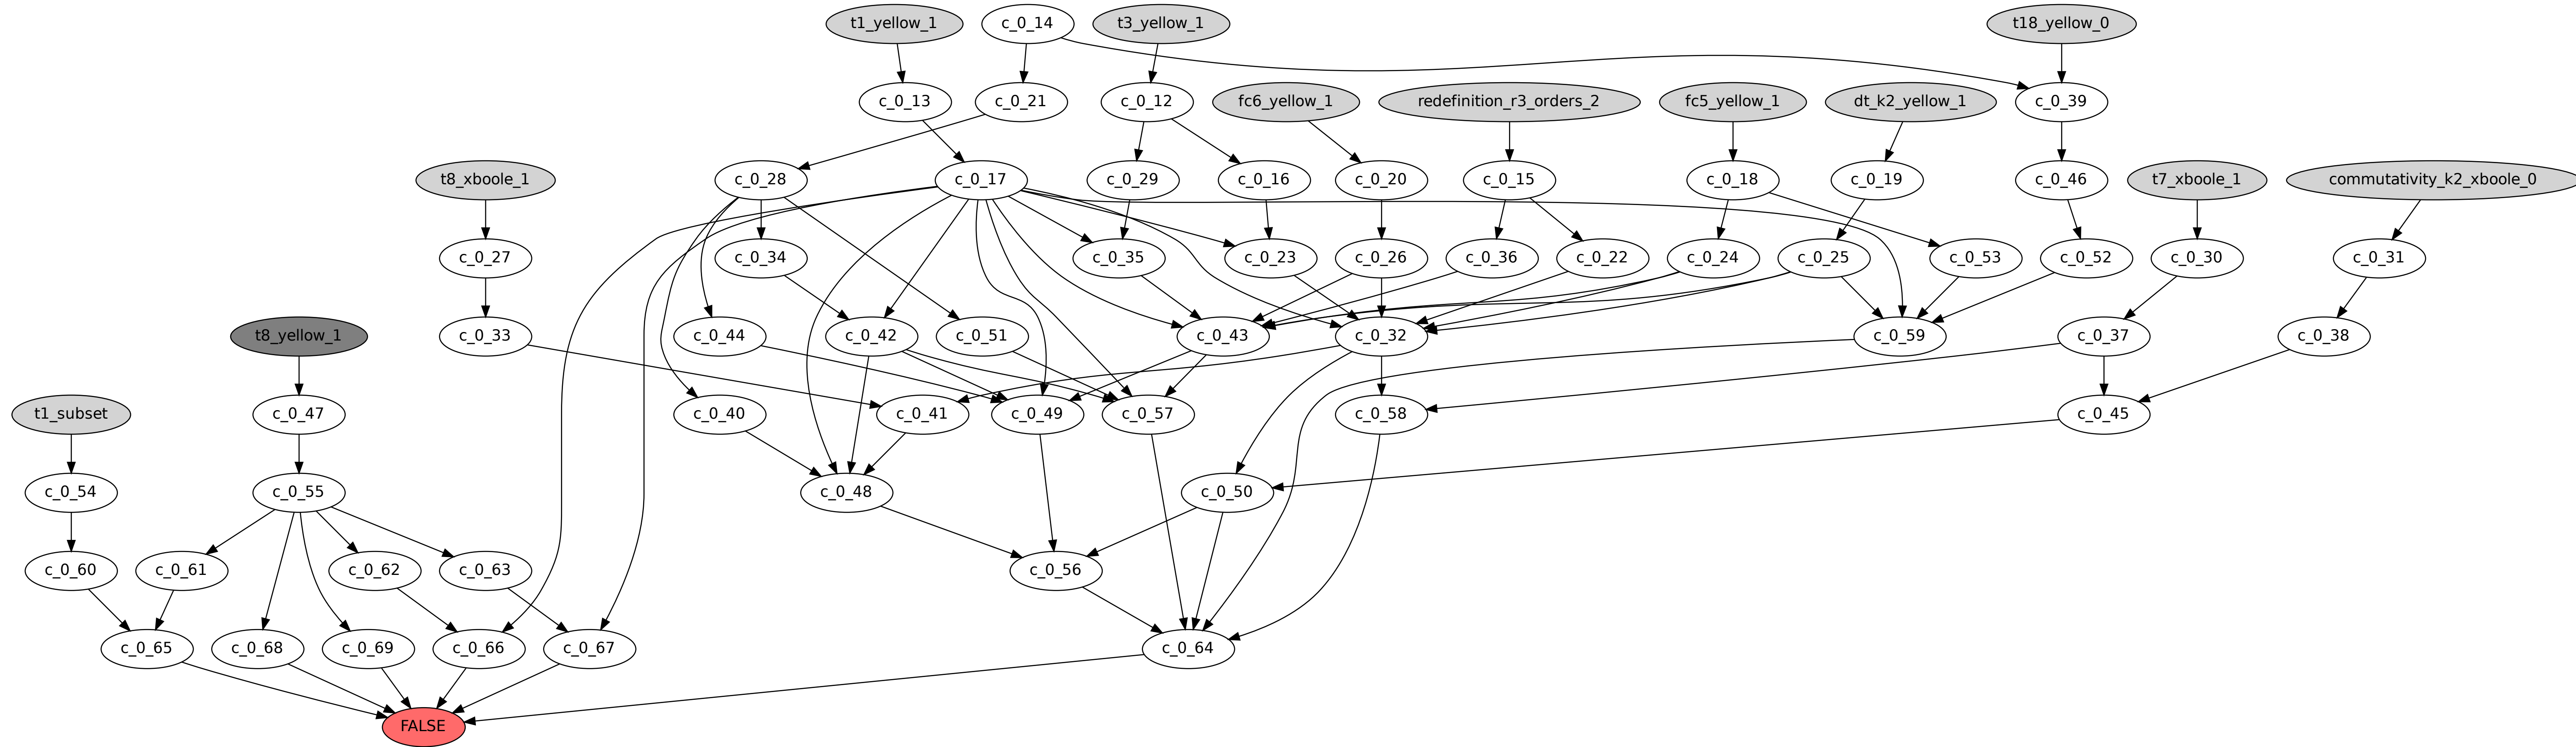 t1_yellow_1 c_0_14 t3_yellow_1 t18_yellow_0
c_0_13 c_0_21 c_0_12 fc6_yellow_1 redefinition_r3_orders_2 fc5_yellow_1 dt_k2_yellow_1 c_0_39
t8_xboole_1 c_0_28 c_0_17 c_0_29 c_0_16 c_0_20 c_0_15 c_0_18 c_0_19 c_0_46 t7_xboole_1 commutativity_k2_xboole_0
c_0_27 c_0_34 c_0_35 c_0_23 c_0_26 c_0_36 c_0_22 c_0_24 c_0_25 c_0_53 c_0_52 c_0_30 c_0_31
t8_yellow_1 c_0_33 c_0_44 c_0_42 c_0_51 c_0_43 c_0_32 c_0_59 c_0_37 c_0_38
t1_subset c_0_47 c_0_40 c_0_41 c_0_49 c_0_57 c_0_58 c_0_45
c_0_54 c_0_55 c_0_48 c_0_50
c_0_60 c_0_61 c_0_62 c_0_63 c_0_56
c_0_65 c_0_68 c_0_69 c_0_66 c_0_67 c_0_64
FALSE